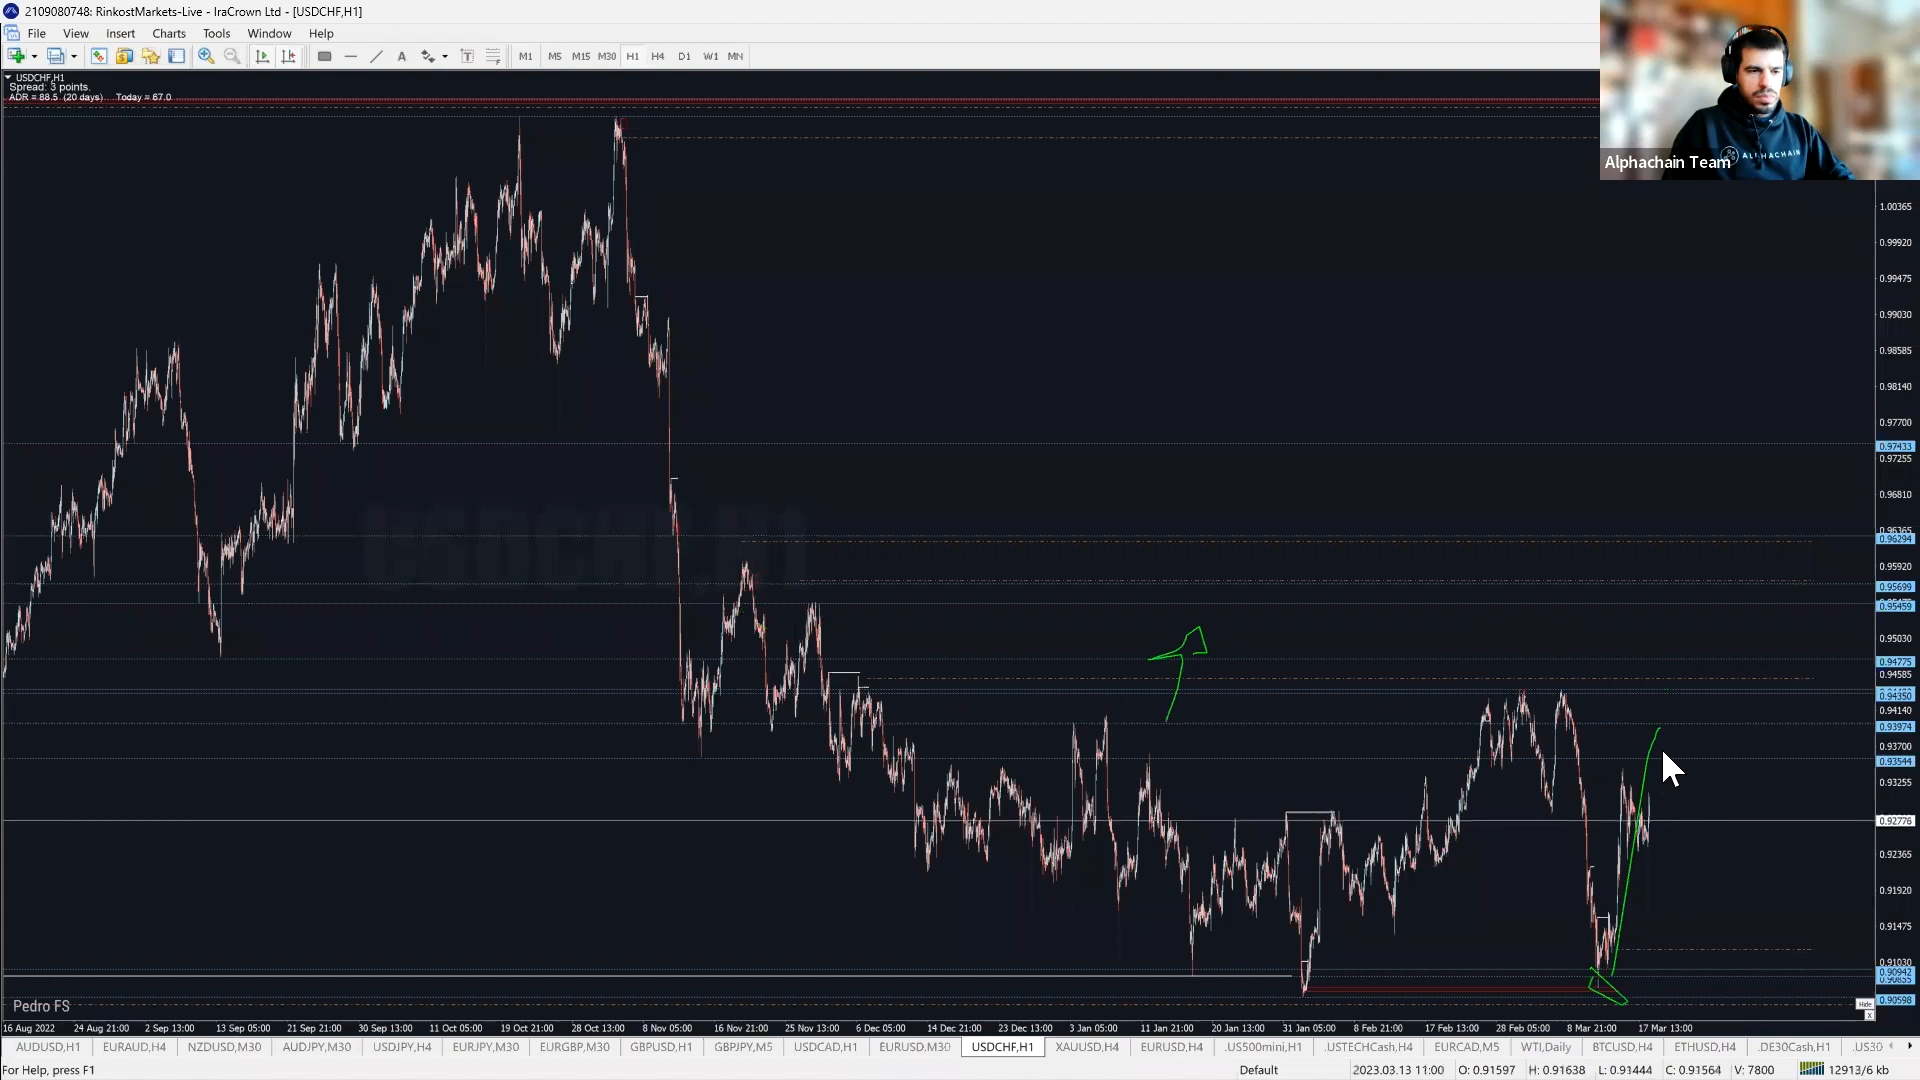 2109080748: RinkostMarkets-Live - IraCrown Ltd - [USDCHF,H1]
File View Insert Charts Tools Window Help
A T M1 M5 M15 M30 H1 H4 D1 W1 MN
USDCHF,H1
Spread: 3 points.
ADR = 88.5 (20 days) Today = 67.0
ALPHACHAIN
Alphachain Team
1.00365
0.99920
0.99475
0.99030
0.98585
0.98140
0.97700
0.97433
0.97255
0.96810
0.96365
0.96294
0.95920
0.95699
0.95459
0.95030
0.94775
0.94585
0.94350
0.94140
0.93974
0.93700
0.93544
0.93255
0.92776
0.92365
0.91920
0.91475
0.91030
0.90942
0.90598
USDCHF,H1
Pedro FS
Hide
X
16 Aug 2022 24 Aug 21:00 2 Sep 13:00 13 Sep 05:00 21 Sep 21:00 30 Sep 13:00 11 Oct 05:00 19 Oct 21:00 28 Oct 13:00 8 Nov 05:00 16 Nov 21:00 25 Nov 13:00 6 Dec 05:00 14 Dec 21:00 23 Dec 13:00 3 Jan 05:00 11 Jan 21:00 20 Jan 13:00 31 Jan 05:00 8 Feb 21:00 17 Feb 13:00 28 Feb 05:00 8 Mar 21:00 17 Mar 13:00
AUDUSD,H1 EURAUD,H4 NZDUSD,M30 AUDJPY,M30 USDJPY,H4 EURJPY,M30 EURGBP,M30 GBPUSD,H1 GBPJPY,M5 USDCAD,H1 EURUSD,M30 USDCHF,H1 XAUUSD,H4 EURUSD,H4 .US500mini,H1 .USTECHCash,H4 EURCAD,M5 WTI,Daily BTCUSD,H4 ETHUSD,H4 .DE30Cash,H1 .US30
For Help, press F1 Default 2023.03.13 11:00 O: 0.91597 H: 0.91638 L: 0.91444 C: 0.91564 V: 7800 12913/6 kb